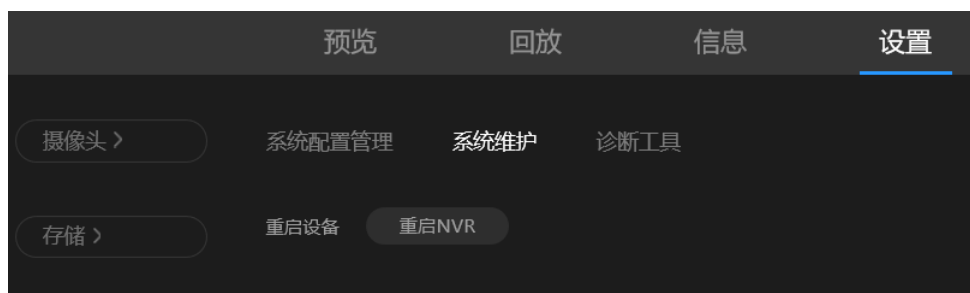 预览 回放 信息 设置
摄像头 > 系统配置管理 系统维护 诊断工具
存储 > 重启设备 重启NVR